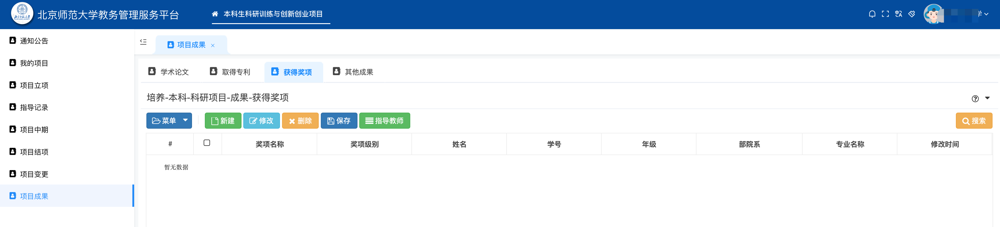 北京师范大学教务管理服务平台
本科生科研训练与创新创业项目
学
通知公告
我的项目
项目立项
指导记录
项目中期
项目结项
项目变更
项目成果
项目成果 ×
学术论文 取得专利 获得奖项 其他成果
培养-本科-科研项目-成果-获得奖项
菜单 新建 修改 删除 保存 指导教师 搜索
# 奖项名称 奖项级别 姓名 学号 年级 部院系 专业名称 修改时间
暂无数据